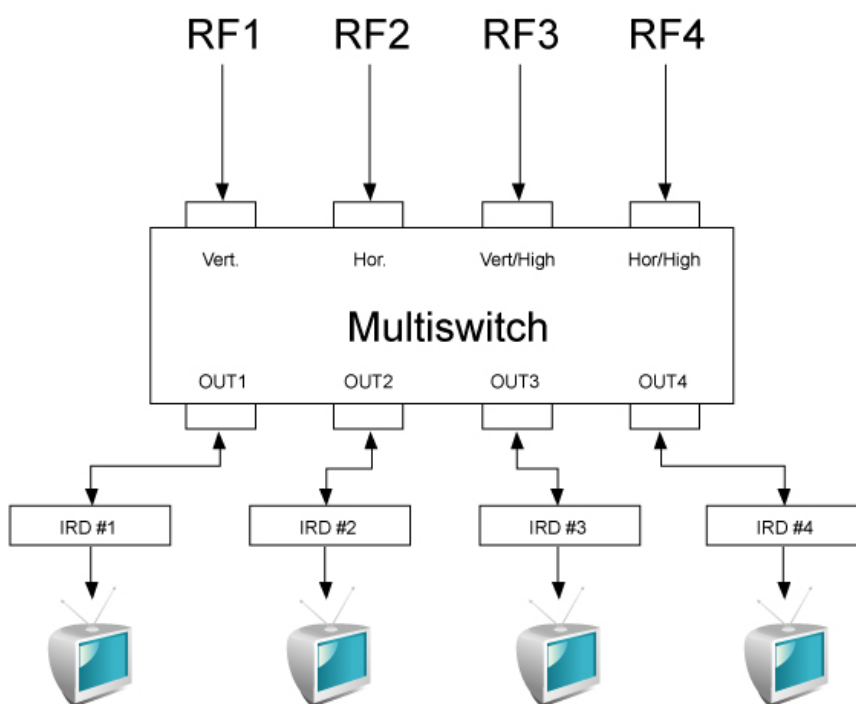 RF1 RF2 RF3 RF4
Vert. Hor. Vert/High Hor/High
Multiswitch
OUT1 OUT2 OUT3 OUT4
IRD #1 IRD #2 IRD #3 IRD #4